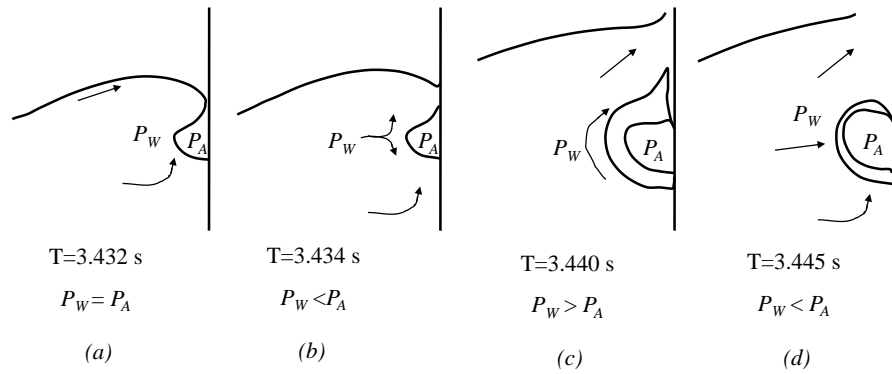 P_W P_A
P_W P_A
P_W P_A
P_W P_A
T=3.432 s T=3.434 s T=3.440 s T=3.445 s
P_W = P_A P_W <P_A P_W > P_A P_W < P_A
(a) (b) (c) (d)